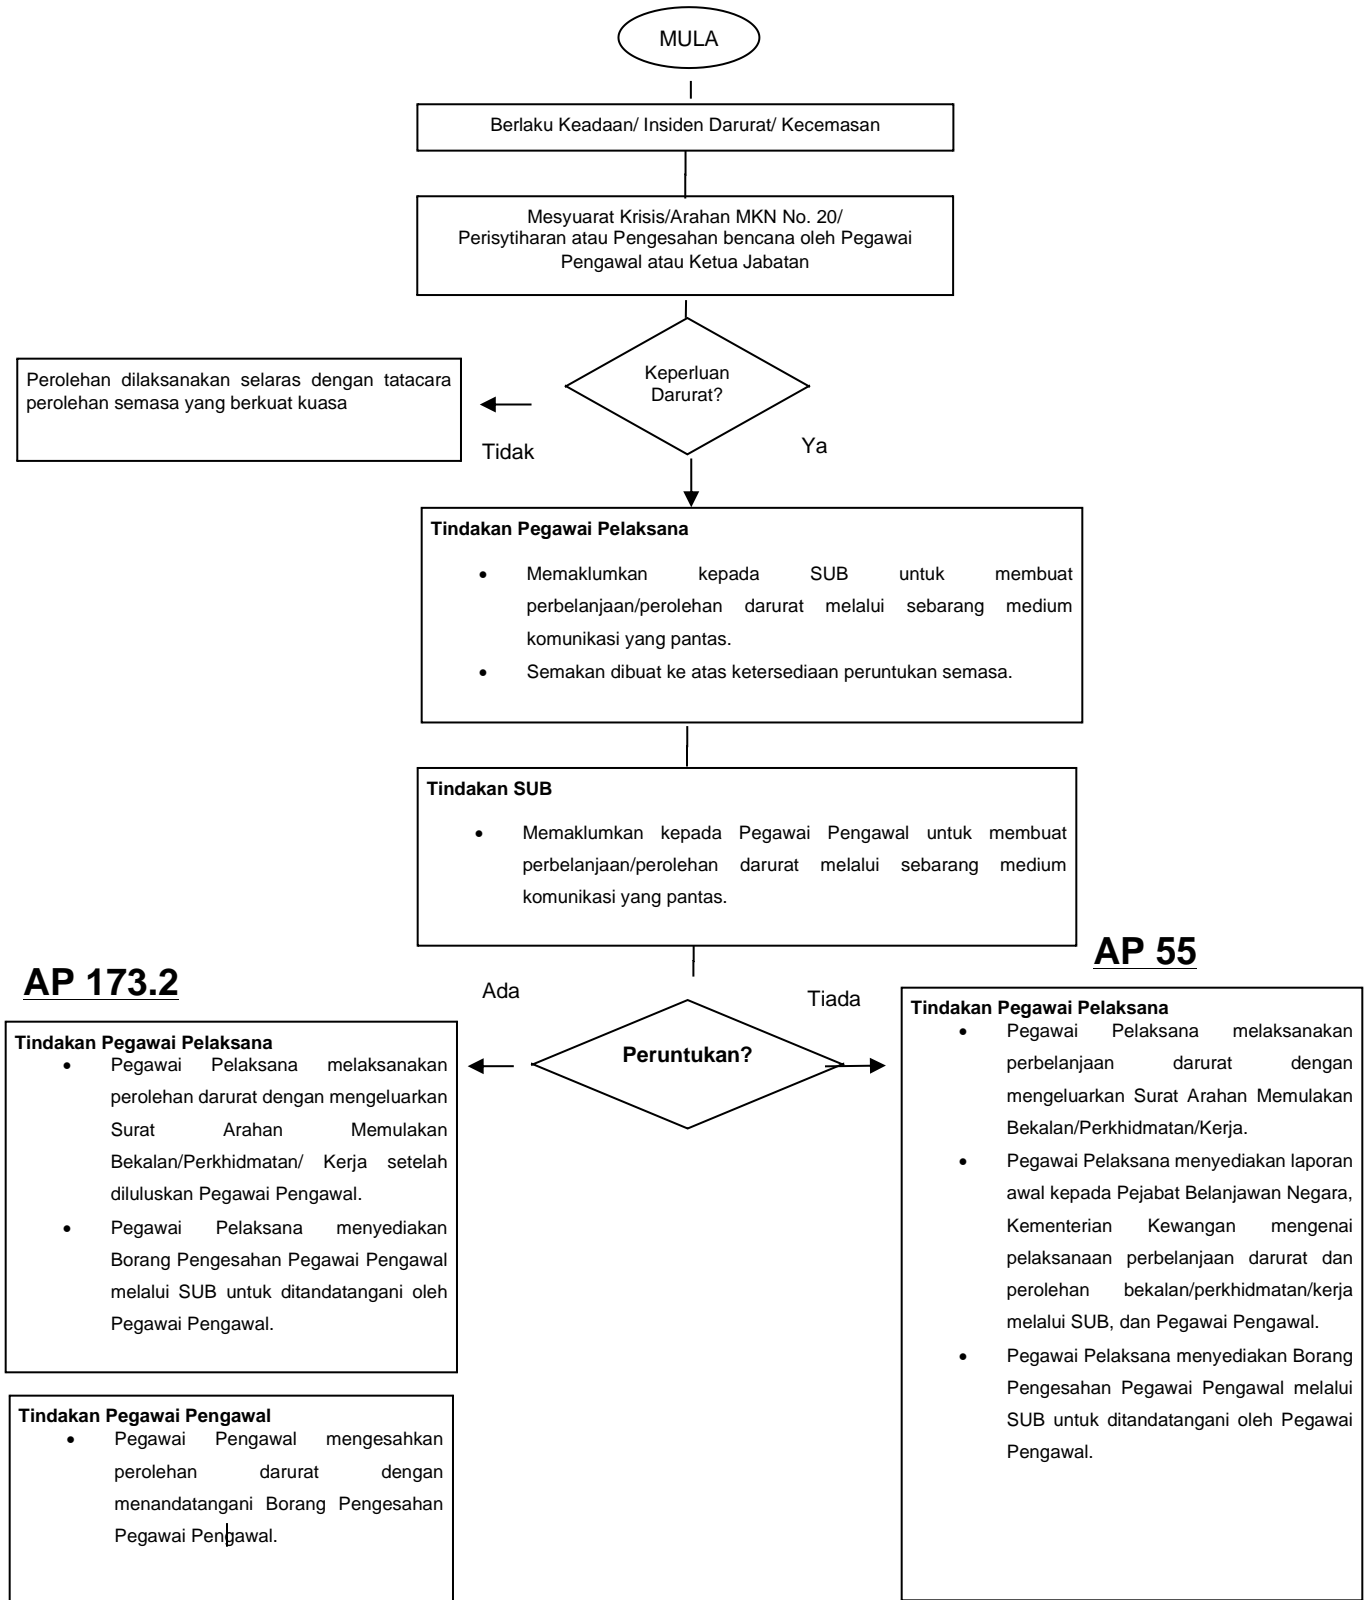 MULA
Berlaku Keadaan/ Insiden Darurat/ Kecemasan
Mesyuarat Krisis/Arahan MKN No. 20/
Perisytiharan atau Pengesahan bencana oleh Pegawai
Pengawal atau Ketua Jabatan
Keperluan
Darurat?
Perolehan dilaksanakan selaras dengan tatacara
perolehan semasa yang berkuat kuasa
Tidak
Ya
Tindakan Pegawai Pelaksana
• Memaklumkan kepada SUB untuk membuat
perbelanjaan/perolehan darurat melalui sebarang medium
komunikasi yang pantas.
• Semakan dibuat ke atas ketersediaan peruntukan semasa.
Tindakan SUB
• Memaklumkan kepada Pegawai Pengawal untuk membuat
perbelanjaan/perolehan darurat melalui sebarang medium
komunikasi yang pantas.
Peruntukan?
Ada
Tiada
AP 173.2
Tindakan Pegawai Pelaksana
• Pegawai Pelaksana melaksanakan
perolehan darurat dengan mengeluarkan
Surat Arahan Memulakan
Bekalan/Perkhidmatan/ Kerja setelah
diluluskan Pegawai Pengawal.
• Pegawai Pelaksana menyediakan
Borang Pengesahan Pegawai Pengawal
melalui SUB untuk ditandatangani oleh
Pegawai Pengawal.
Tindakan Pegawai Pengawal
• Pegawai Pengawal mengesahkan
perolehan darurat dengan
menandatangani Borang Pengesahan
Pegawai Pengawal.
AP 55
Tindakan Pegawai Pelaksana
• Pegawai Pelaksana melaksanakan
perbelanjaan darurat dengan
mengeluarkan Surat Arahan Memulakan
Bekalan/Perkhidmatan/Kerja.
• Pegawai Pelaksana menyediakan laporan
awal kepada Pejabat Belanjawan Negara,
Kementerian Kewangan mengenai
pelaksanaan perbelanjaan darurat dan
perolehan bekalan/perkhidmatan/kerja
melalui SUB, dan Pegawai Pengawal.
• Pegawai Pelaksana menyediakan Borang
Pengesahan Pegawai Pengawal melalui
SUB untuk ditandatangani oleh Pegawai
Pengawal.